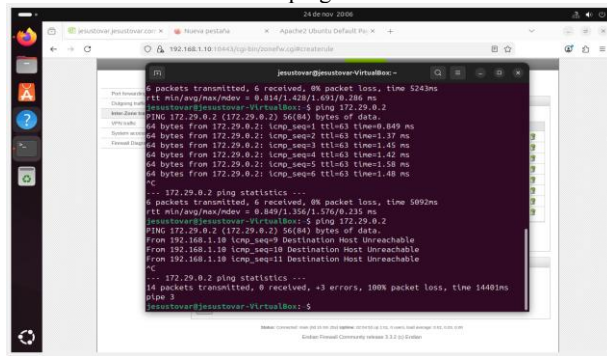 24 de nov 20:06
jesustovar.jesustovar.com
Nueva pestaña
Apache2 Ubuntu Default Pag
192.168.1.10:10443/cgi-bin/zonefw.cgi#createrule
jesustovar@jesustovar-VirtualBox: ~
Port forwarding
Outgoing traffic
Inter-Zone
VPN traffic
System access
Firewall
6 packets transmitted, 6 received, 0% packet loss, time 5243ms
rtt min/avg/max/mdev = 0.814/1.428/1.691/0.286 ms
jesustovar@jesustovar-VirtualBox:~$ ping 172.29.0.2
PING 172.29.0.2 (172.29.0.2) 56(84) bytes of data.
64 bytes from 172.29.0.2: icmp_seq=1 ttl=63 time=0.849 ms
64 bytes from 172.29.0.2: icmp_seq=2 ttl=63 time=1.37 ms
64 bytes from 172.29.0.2: icmp_seq=3 ttl=63 time=1.45 ms
64 bytes from 172.29.0.2: icmp_seq=4 ttl=63 time=1.42 ms
64 bytes from 172.29.0.2: icmp_seq=5 ttl=63 time=1.58 ms
64 bytes from 172.29.0.2: icmp_seq=6 ttl=63 time=1.48 ms
^C
--- 172.29.0.2 ping statistics ---
6 packets transmitted, 6 received, 0% packet loss, time 5092ms
rtt min/avg/max/mdev = 0.849/1.356/1.576/0.235 ms
jesustovar@jesustovar-VirtualBox:~$ ping 172.29.0.2
PING 172.29.0.2 (172.29.0.2) 56(84) bytes of data.
From 192.168.1.10 icmp_seq=9 Destination Host Unreachable
From 192.168.1.10 icmp_seq=10 Destination Host Unreachable
From 192.168.1.10 icmp_seq=11 Destination Host Unreachable
^C
--- 172.29.0.2 ping statistics ---
14 packets transmitted, 0 received, +3 errors, 100% packet loss, time 14401ms
pipe 3
jesustovar@jesustovar-VirtualBox:~$
Endian Firewall Community release 3.3.2 (c) Endian